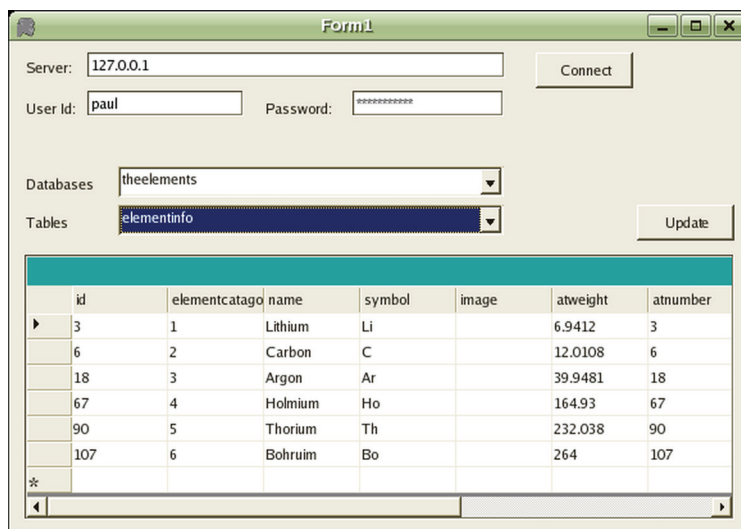 Form1
Server: 127.0.0.1 Connect
User Id: paul Password: ***********
Databases theelements
Tables elementinfo Update
id elementcatago name symbol image atweight atnumber
3 1 Lithium Li 6.9412 3
6 2 Carbon C 12.0108 6
18 3 Argon Ar 39.9481 18
67 4 Holmium Ho 164.93 67
90 5 Thorium Th 232.038 90
107 6 Bohruim Bo 264 107
*